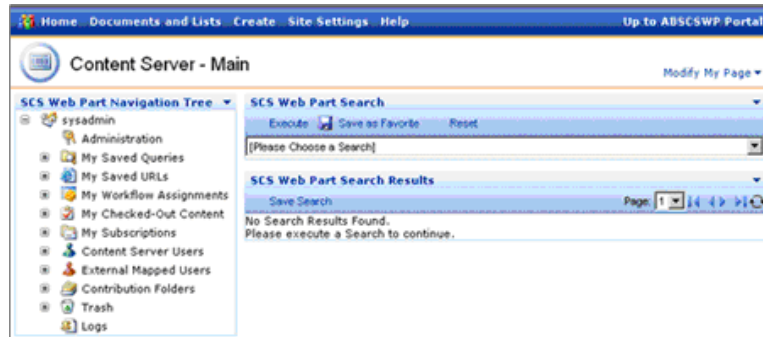 Home Documents and Lists Create Site Settings Help Up to ABSCSWP Portal
Content Server - Main
Modify My Page
SCS Web Part Navigation Tree
sysadmin
Administration
My Saved Queries
My Saved URLs
My Workflow Assignments
My Checked-Out Content
My Subscriptions
Content Server Users
External Mapped Users
Contribution Folders
Trash
Logs
SCS Web Part Search
Execute Save as Favorite Reset
[Please Choose a Search]
SCS Web Part Search Results
Save Search Page: 1
No Search Results Found.
Please execute a Search to continue.